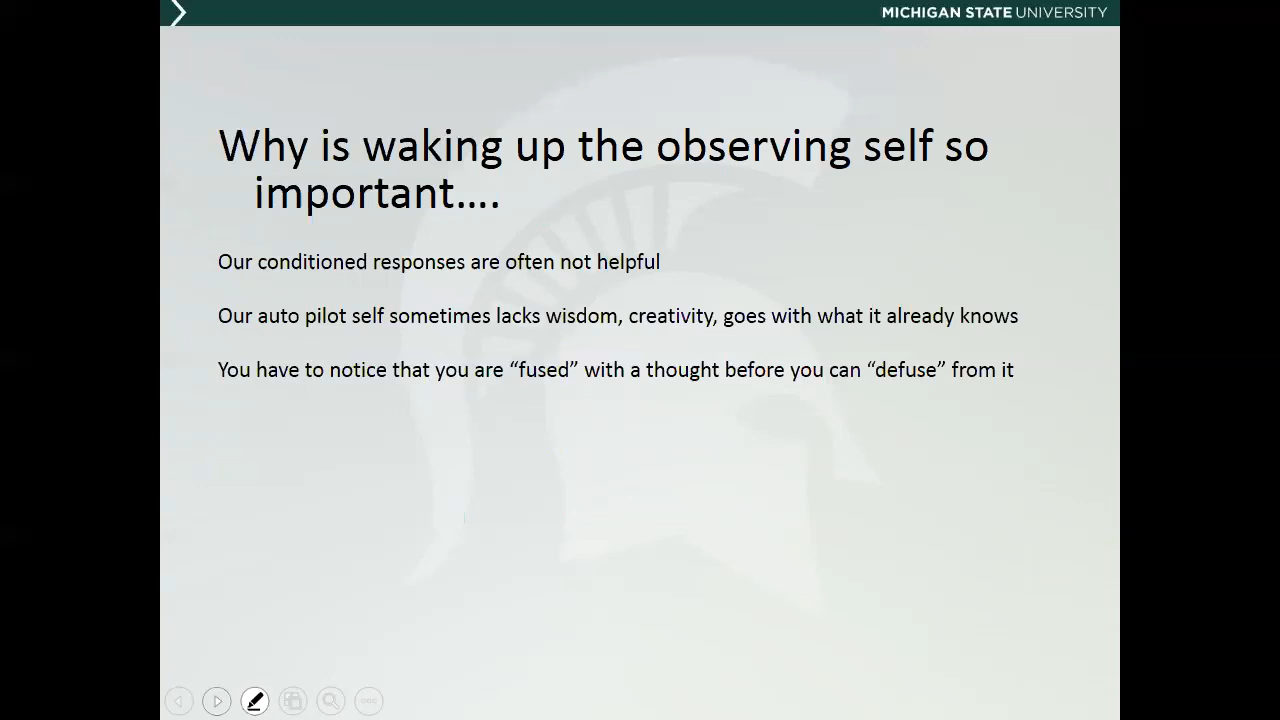 MICHIGAN STATE UNIVERSITY
Why is waking up the observing self so
important….
Our conditioned responses are often not helpful
Our auto pilot self sometimes lacks wisdom, creativity, goes with what it already knows
You have to notice that you are “fused” with a thought before you can “defuse” from it